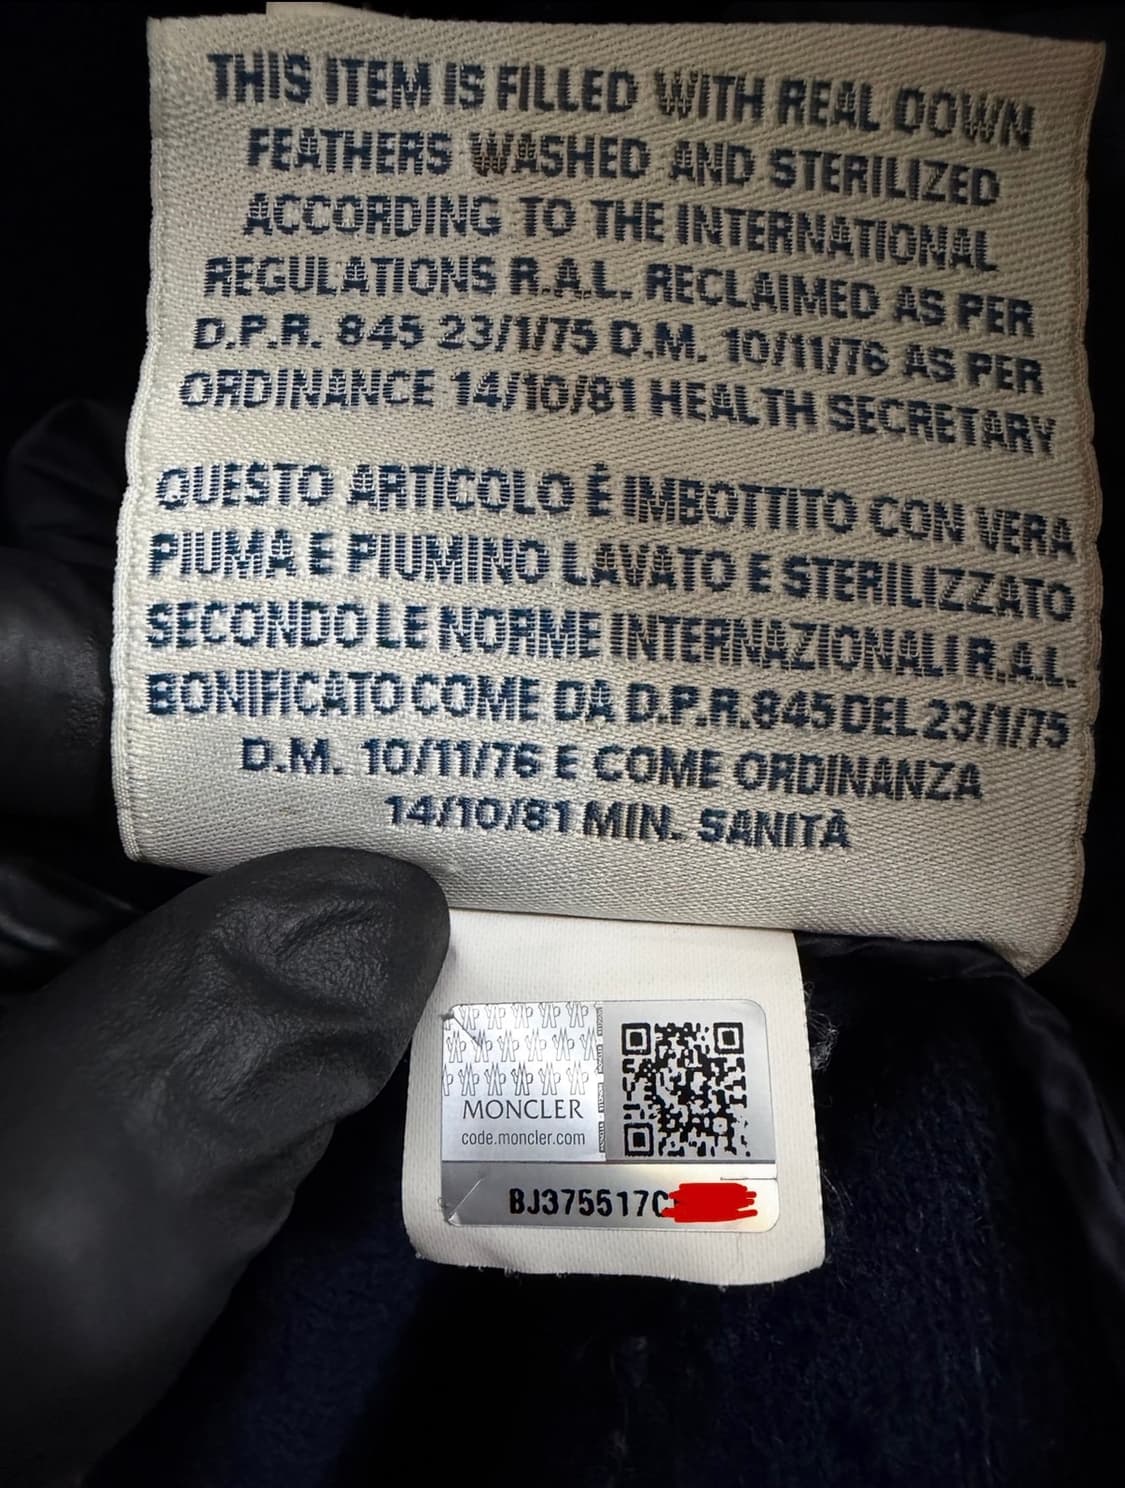 THIS ITEM IS FILLED WITH REAL DOWN
FEATHERS WASHED AND STERILIZED
ACCORDING TO THE INTERNATIONAL
REGULATIONS R.A.L. RECLAIMED AS PER
D.P.R. 845 23/1/75 D.M. 10/11/76 AS PER
ORDINANCE 14/10/81 HEALTH SECRETARY
QUESTO ARTICOLO È IMBOTTITO CON VERA
PIUMA E PIUMINO LAVATO E STERILIZZATO
SECONDO LE NORME INTERNAZIONALI R.A.L.
BONIFICATO COME DA D.P.R. 845 DEL 23/1/75
D.M. 10/11/76 E COME ORDINANZA
14/10/81 MIN. SANITÀ
MONCLER
code.moncler.com
BJ375517C